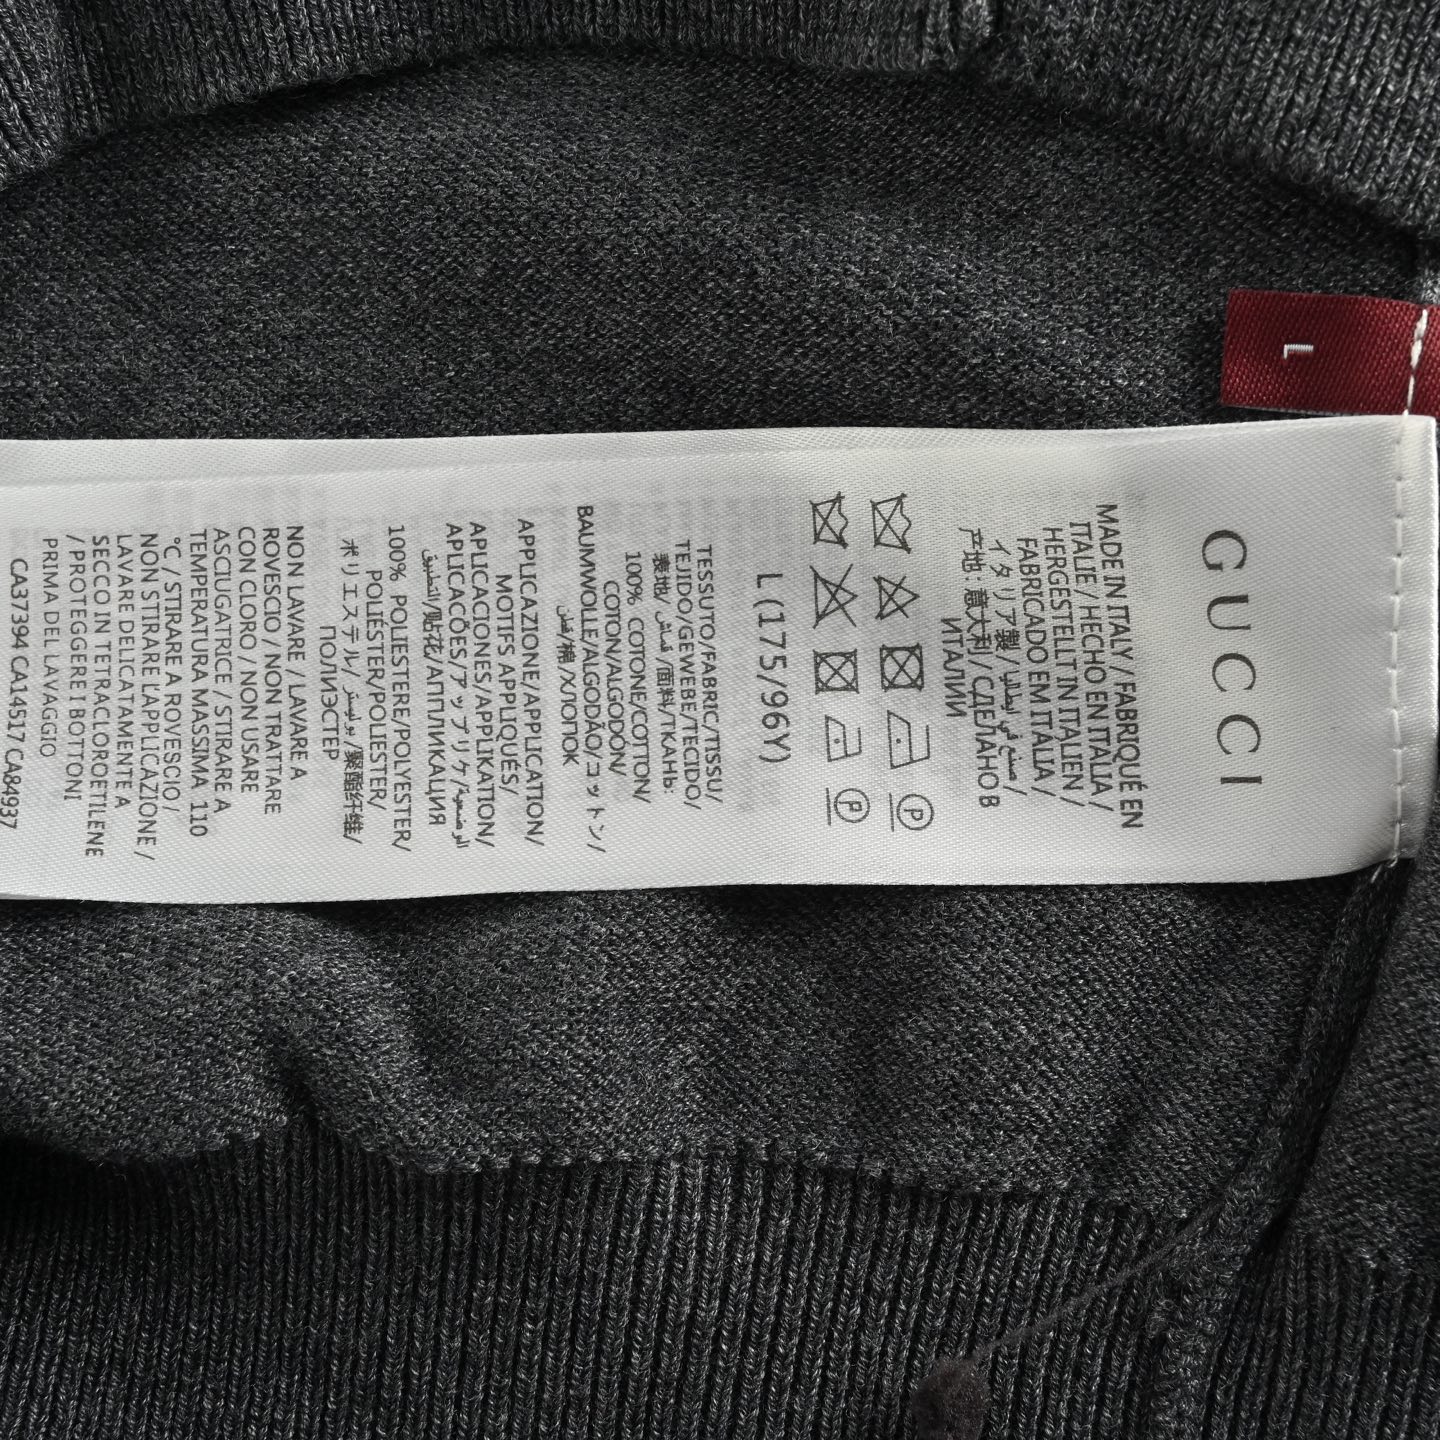 GUCCI
L
MADE IN ITALY/FABRIQUÉ EN
ITALIE / HECHO EN ITALIA /
HERGESTELLT IN ITALIEN /
FABRICADO EM ITÁLIA /
イタリア製 / صنع في إيطاليا /
产地：意大利 / СДЕЛАНО В
ИТАЛИИ
P
P
L (175/96Y)
TESSUTO/FABRIC/TISSU/
TEJIDO/GEWEBE/TECIDO/
表地/ قماش /面料/ТКАНЬ:
100% COTONE/COTTON/
COTON/ALGODÓN/
BAUMWOLLE/ALGODÃO/コットン/
قطن/棉/ХЛОПОК
APPLICAZIONE/APPLICATION/
MOTIFS APPLIQUÉS/
APLICACIONES/APPLIKATION/
APLICACÕES/アップリケ/الوضعية
التطبيق/贴花/АППЛИКАЦИЯ
100% POLIESTERE/POLYESTER/
POLIÉSTER/POLIESTER/
ポリエステル/ بوليستر /聚酯纤维/
ПОЛИЭСТЕР
NON LAVARE / LAVARE A
ROVESCIO / NON TRATTARE
CON CLORO / NON USARE
ASCIUGATRICE / STIRARE A
TEMPERATURA MASSIMA 110
°C / STIRARE A ROVESCIO /
NON STIRARE L'APPLICAZIONE /
LAVARE DELICATAMENTE A
SECCO IN TETRACLOROETILENE
/ PROTEGGERE I BOTTONI
PRIMA DEL LAVAGGIO
CA37394 CA14517 CA84937